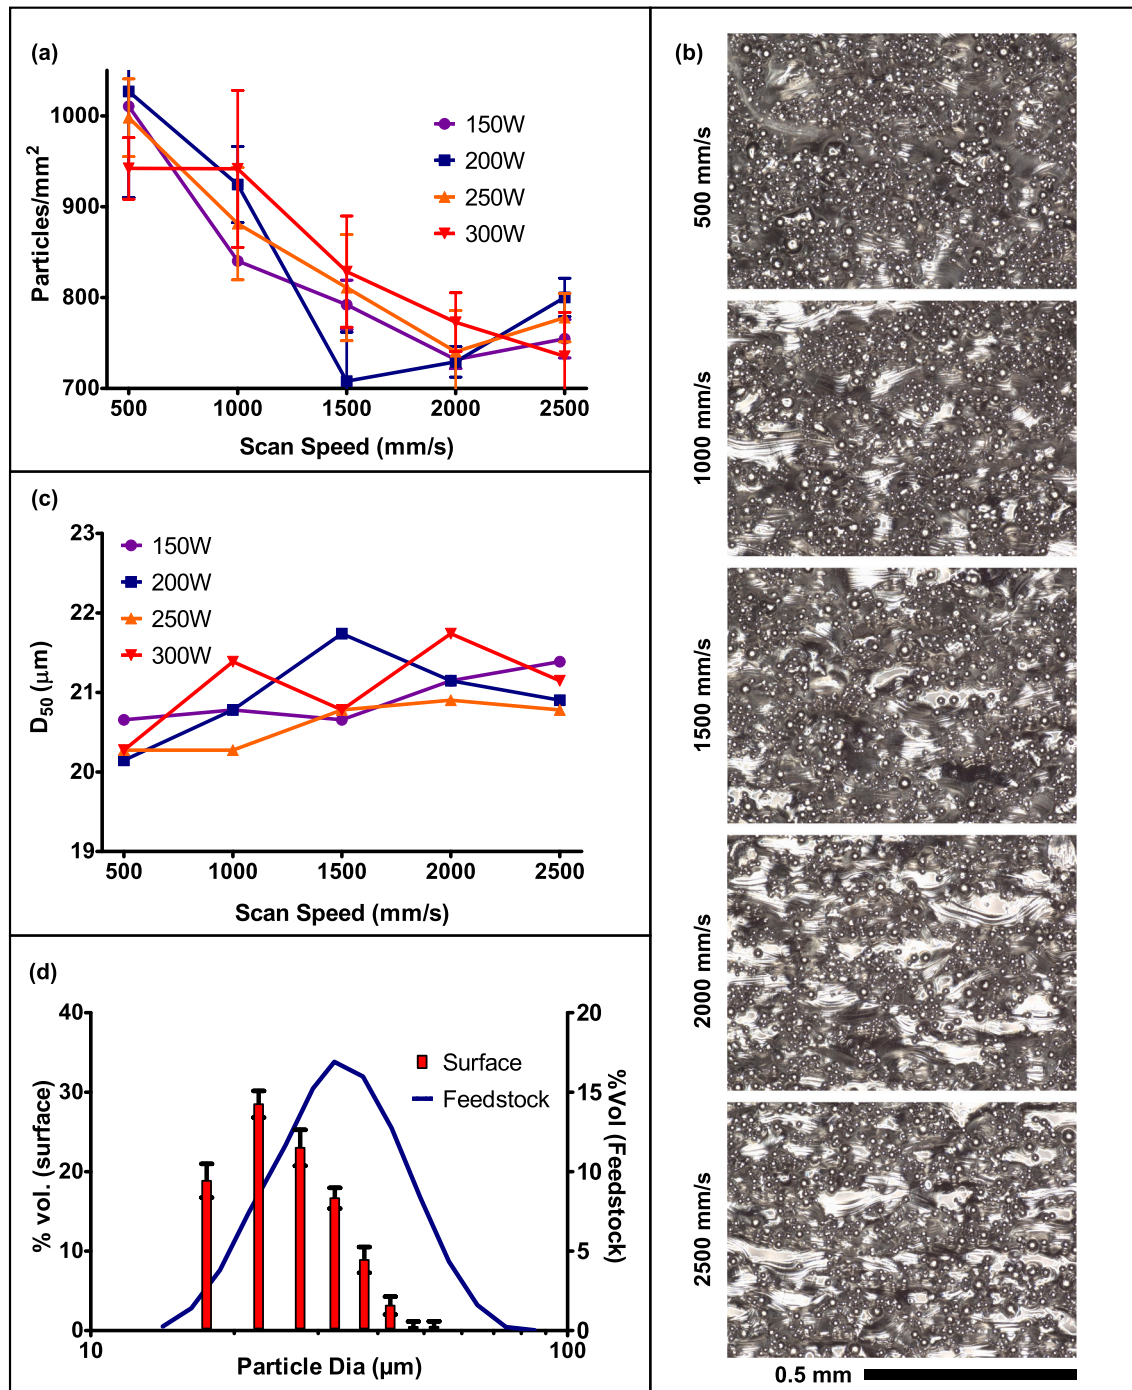 (a)
1000
900
800
700
Particles/mm2
500 1000 1500 2000 2500
Scan Speed (mm/s)
150W
200W
250W
300W
(b)
500 mm/s
1000 mm/s
1500 mm/s
2000 mm/s
2500 mm/s
0.5 mm
(c)
23
22
21
20
19
D50 (μm)
150W
200W
250W
300W
500 1000 1500 2000 2500
Scan Speed (mm/s)
(d)
40
30
20
10
0
% vol. (surface)
Surface
Feedstock
20
15
10
5
0
%Vol (Feedstock)
10 100
Particle Dia (μm)